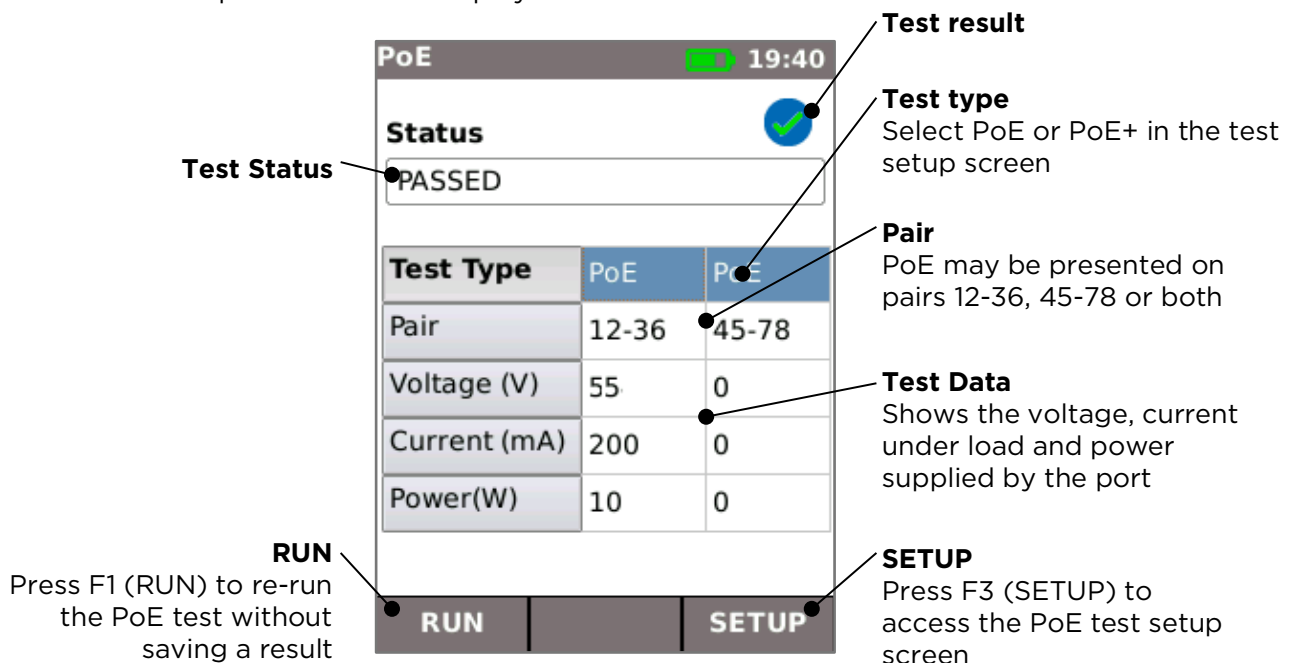 Test result
PoE 19:40
Test type
Select PoE or PoE+ in the test
setup screen
Status
Test Status
PASSED
Pair
PoE may be presented on
pairs 12-36, 45-78 or both
Test Type PoE PoE
Pair 12-36 45-78
Voltage (V) 55 0
Current (mA) 200 0
Power(W) 10 0
Test Data
Shows the voltage, current
under load and power
supplied by the port
RUN
Press F1 (RUN) to re-run
the PoE test without
saving a result
RUN SETUP
SETUP
Press F3 (SETUP) to
access the PoE test setup
screen